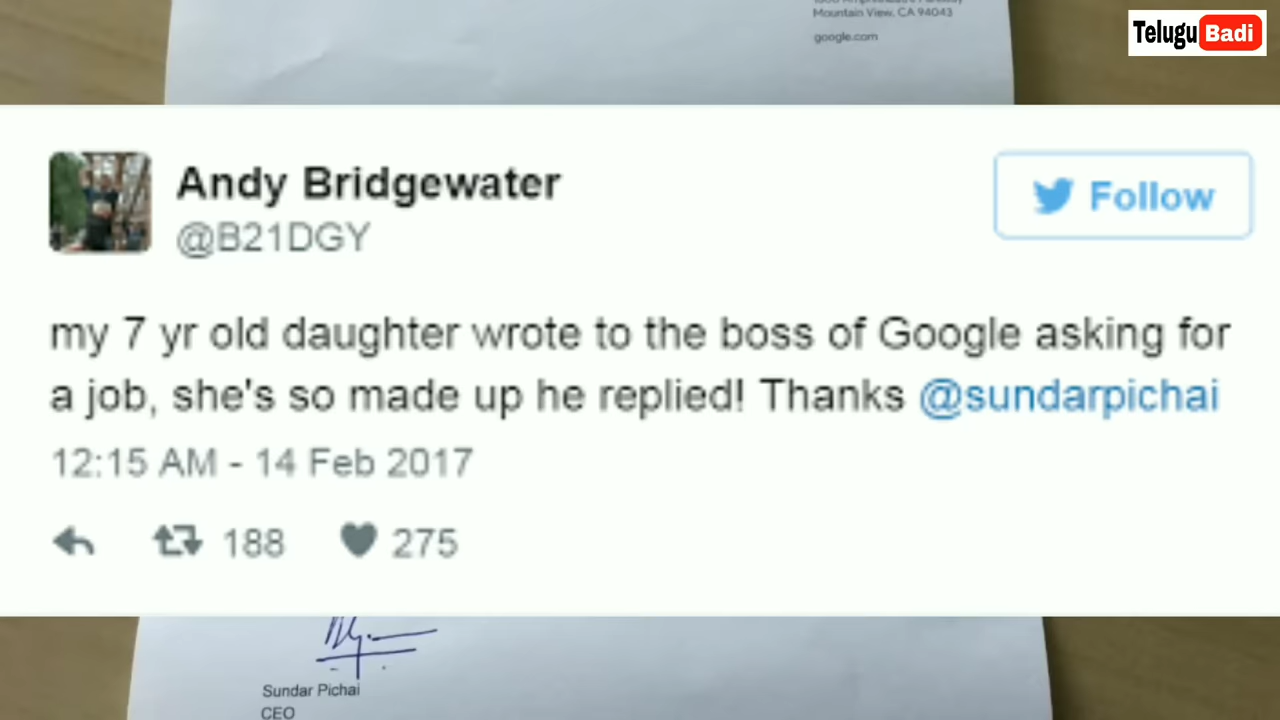 Mountain View, CA 94043
google.com
Telugu Badi
Andy Bridgewater
@B21DGY
Follow
my 7 yr old daughter wrote to the boss of Google asking for
a job, she's so made up he replied! Thanks @sundarpichai
12:15 AM - 14 Feb 2017
188 275
Sundar Pichai
CEO